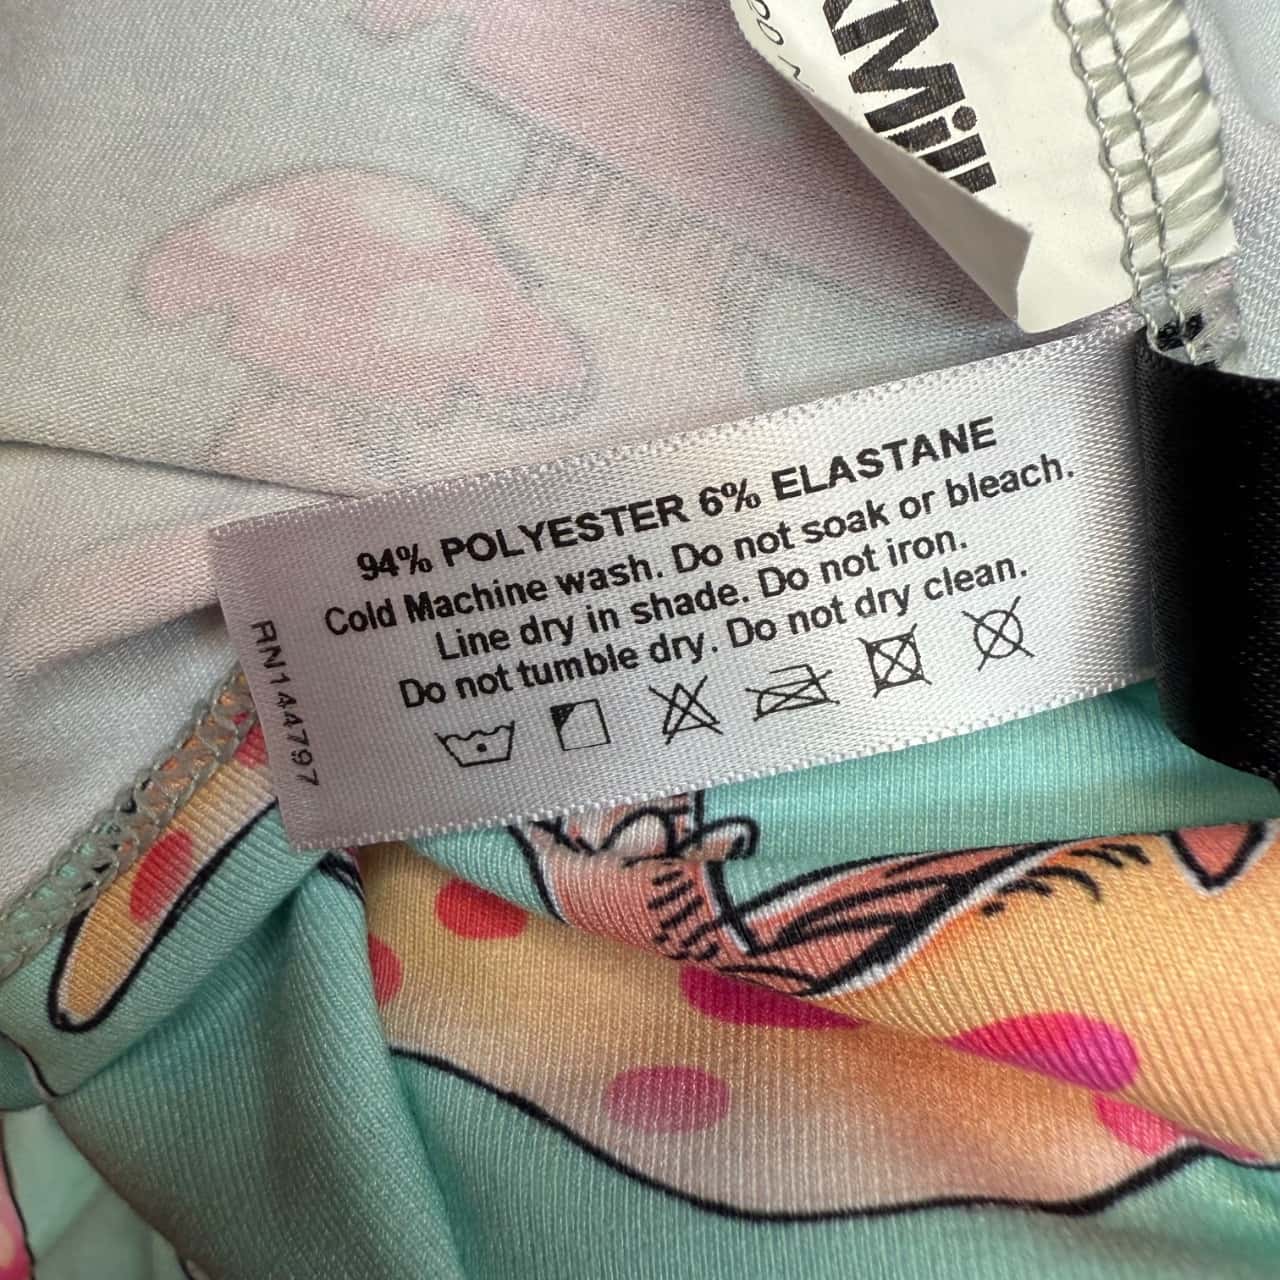 Mill
94% POLYESTER 6% ELASTANE
Cold Machine wash. Do not soak or bleach.
Line dry in shade. Do not iron.
Do not tumble dry. Do not dry clean.
RN144797